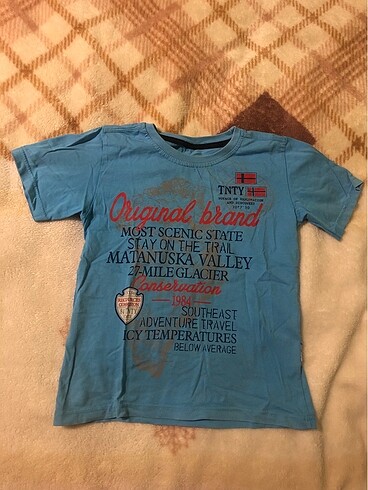 TNTY
Original brand
MOST SCENIC STATE
STAY ON THE TRAIL
MATANUSKA VALLEY
27-MILE GLACIER
Conservation
1984
SOUTHEAST
ADVENTURE TRAVEL
ICY TEMPERATURES
BELOW AVERAGE